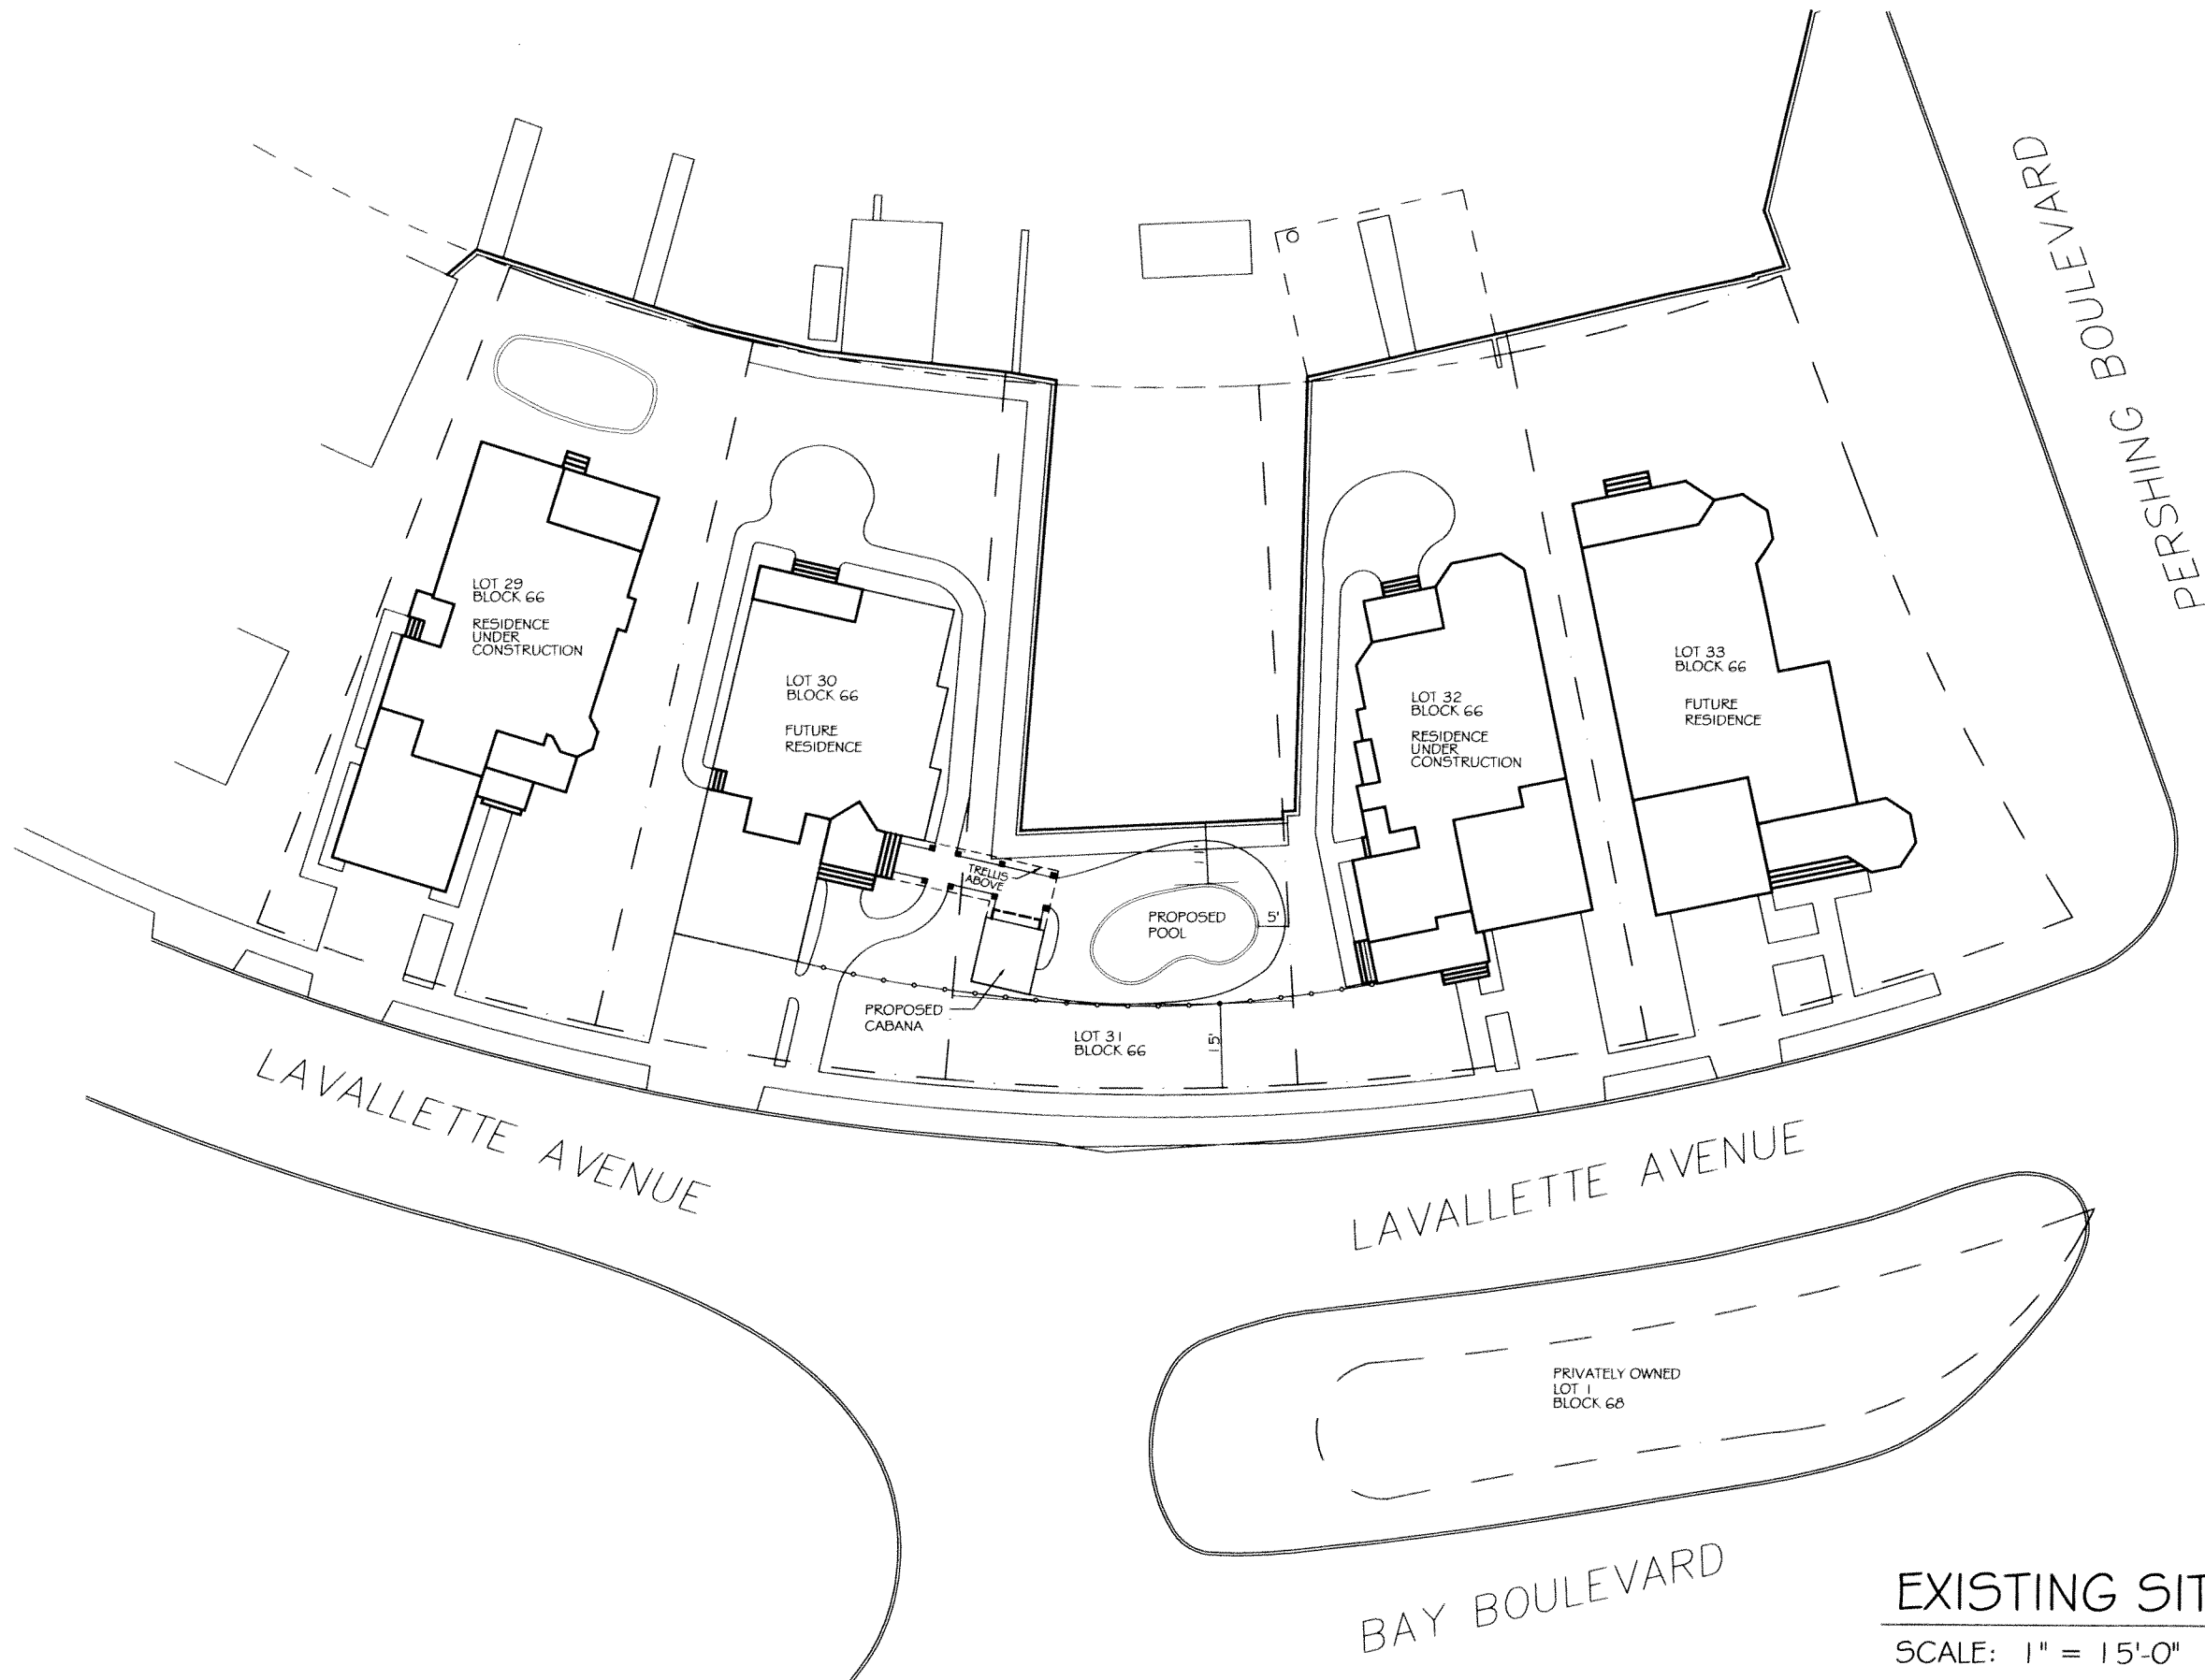 PERSHING BOULEVARD
LOT 29
BLOCK 66
RESIDENCE
UNDER
CONSTRUCTION
LOT 30
BLOCK 66
FUTURE
RESIDENCE
LOT 32
BLOCK 66
RESIDENCE
UNDER
CONSTRUCTION
LOT 33
BLOCK 66
FUTURE
RESIDENCE
TRELLIS
ABOVE
PROPOSED
POOL
5'
PROPOSED
CABANA
LOT 31
BLOCK 66
15'
LAVALLETTE AVENUE
LAVALLETTE AVENUE
PRIVATELY OWNED
LOT 1
BLOCK 68
BAY BOULEVARD
EXISTING SIT
SCALE: 1" = 15'-0"